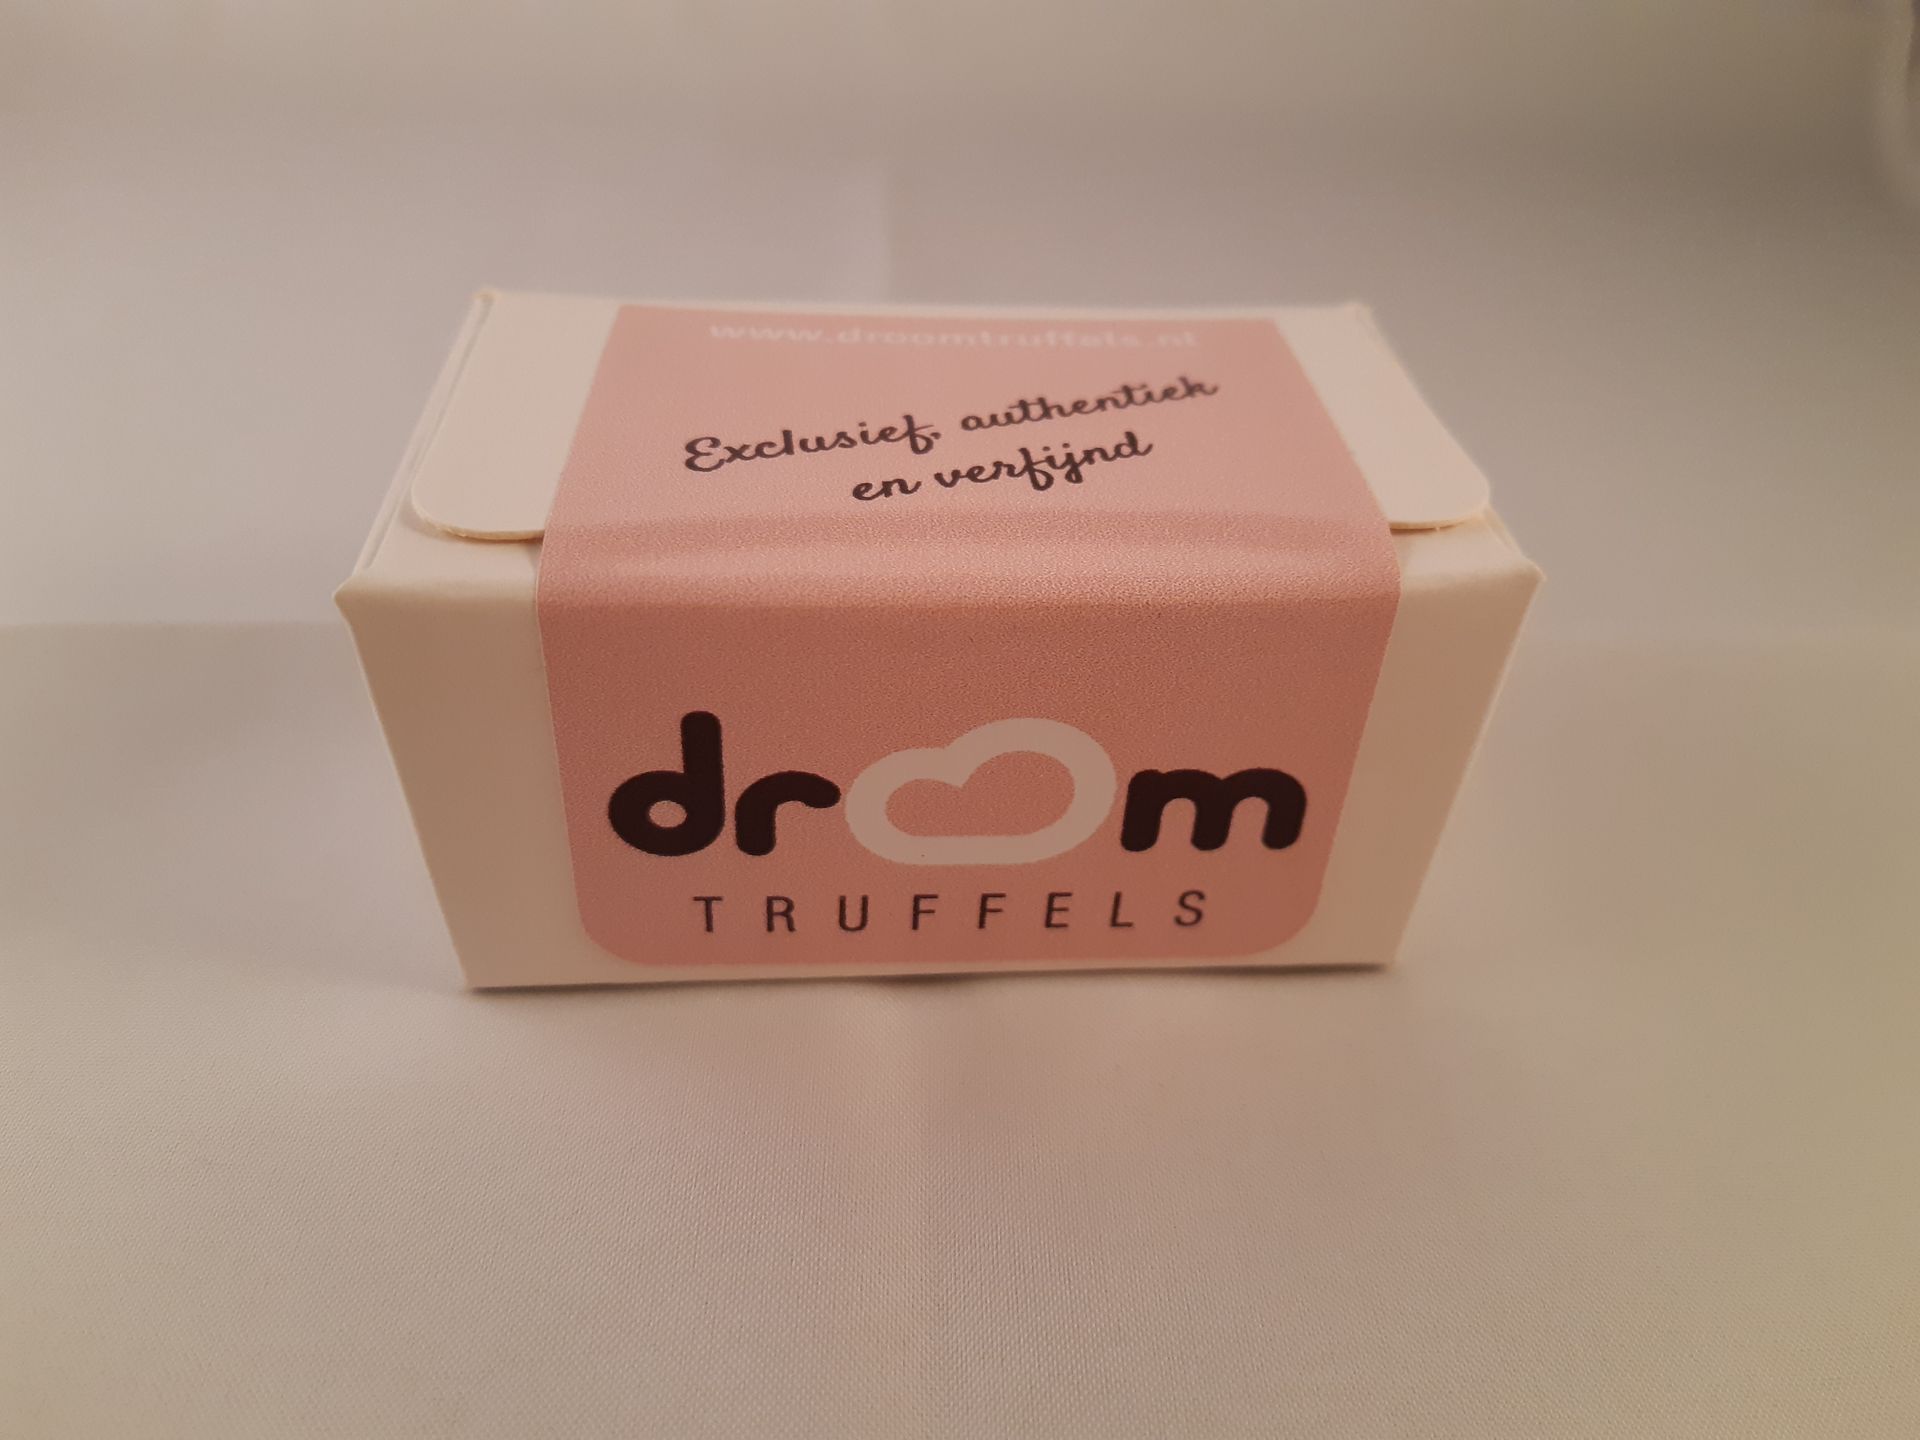 www.droomtruffels.nl
Exclusief, authentiek
en verfijnd
droom
TRUFFELS